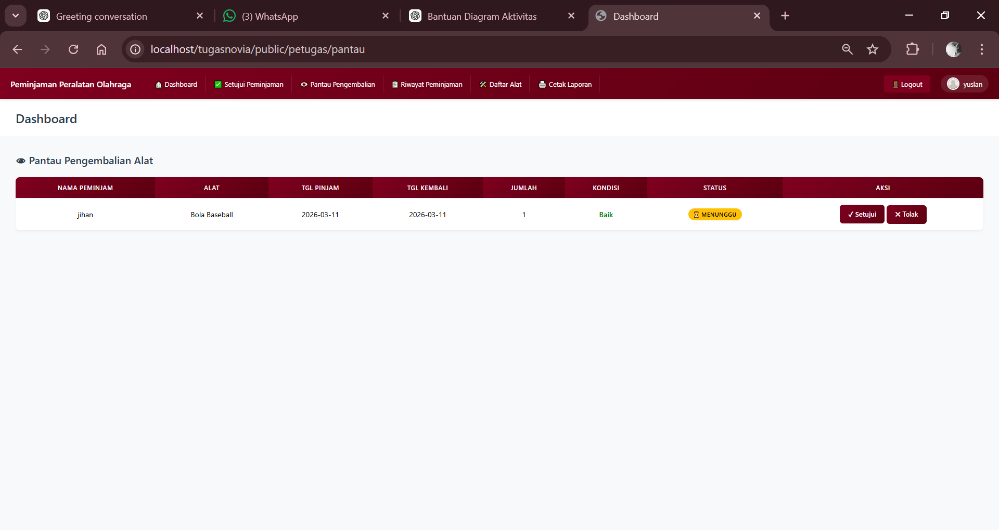 Greeting conversation
(3) WhatsApp
Bantuan Diagram Aktivitas
Dashboard
localhost/tugasnovia/public/petugas/pantau
Peminjaman Peralatan Olahraga
Dashboard
Setujui Peminjaman
Pantau Pengembalian
Riwayat Peminjaman
Daftar Alat
Cetak Laporan
Logout
yuslan
Dashboard
Pantau Pengembalian Alat
NAMA PEMINJAM ALAT TGL PINJAM TGL KEMBALI JUMLAH KONDISI STATUS AKSI
jihan Bola Baseball 2026-03-11 2026-03-11 1 Baik MENUNGGU Setujui Tolak